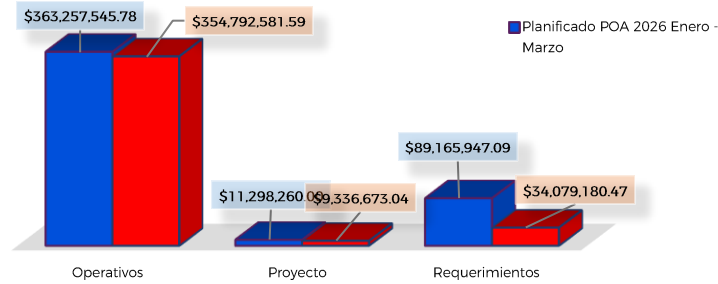 $363,257,545.78
$354,792,581.59
Planificado POA 2026 Enero -
Marzo
$89,165,947.09
$11,298,260.00
$9,336,673.04
$34,079,180.47
Operativos
Proyecto
Requerimientos